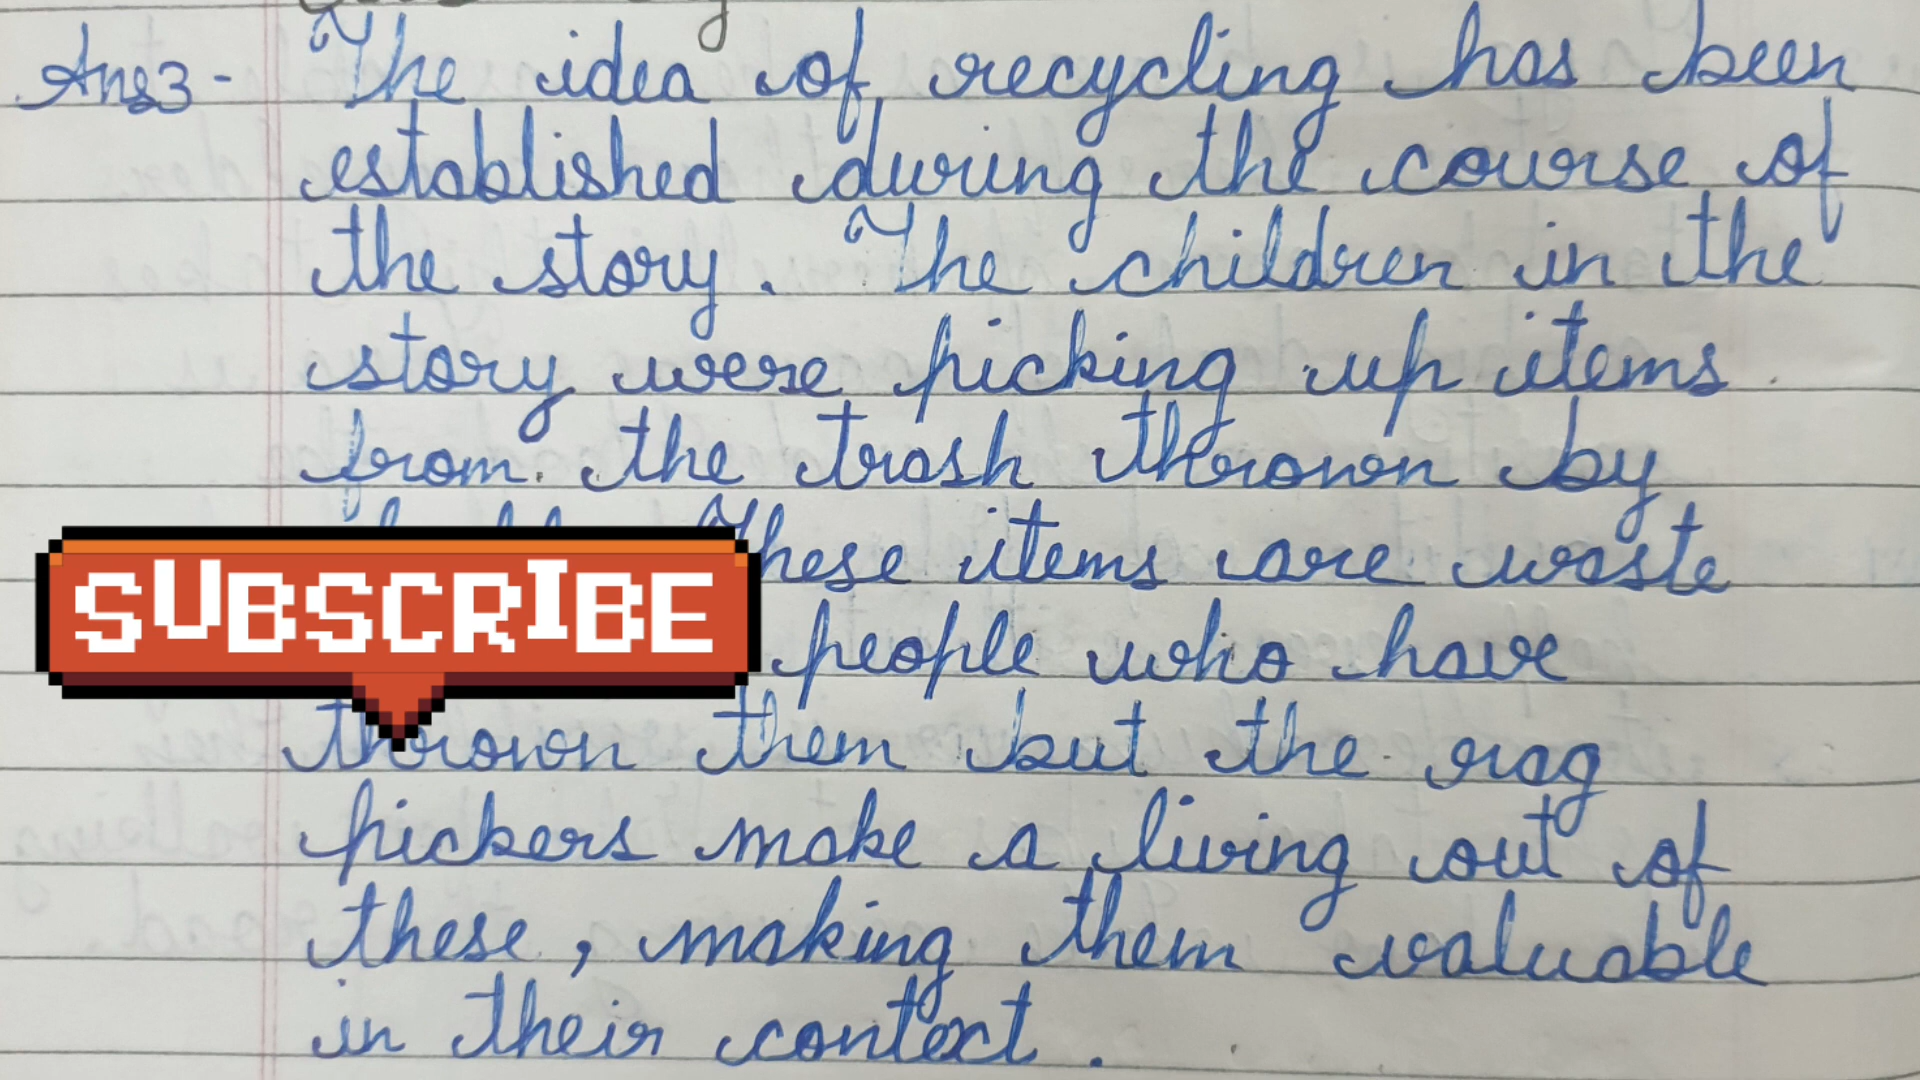 Ans3 - The idea of recycling has been
established during the course of
the story. The children in the
story were picking up items
from the trash thrown by
These items are waste
SUBSCRIBE
people who have
thrown them but the rag
pickers make a living out of
these, making them valuable
in their context.